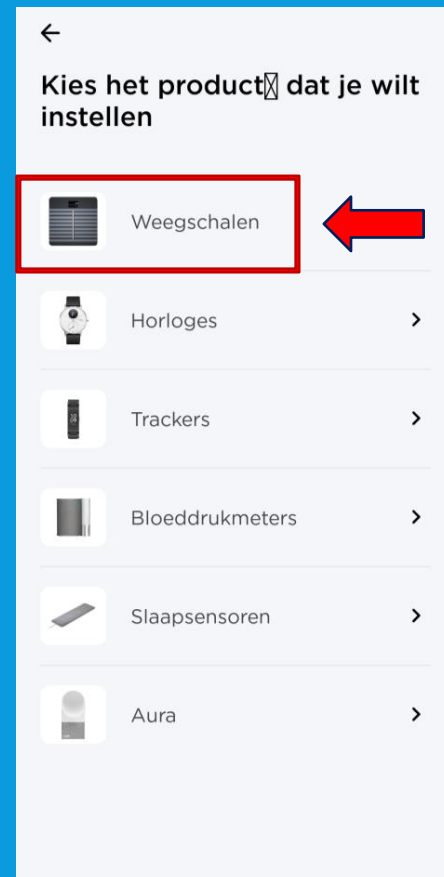 Kies het product dat je wilt
instellen
Weegschalen
Horloges
Trackers
Bloeddrukmeters
Slaapsensoren
Aura